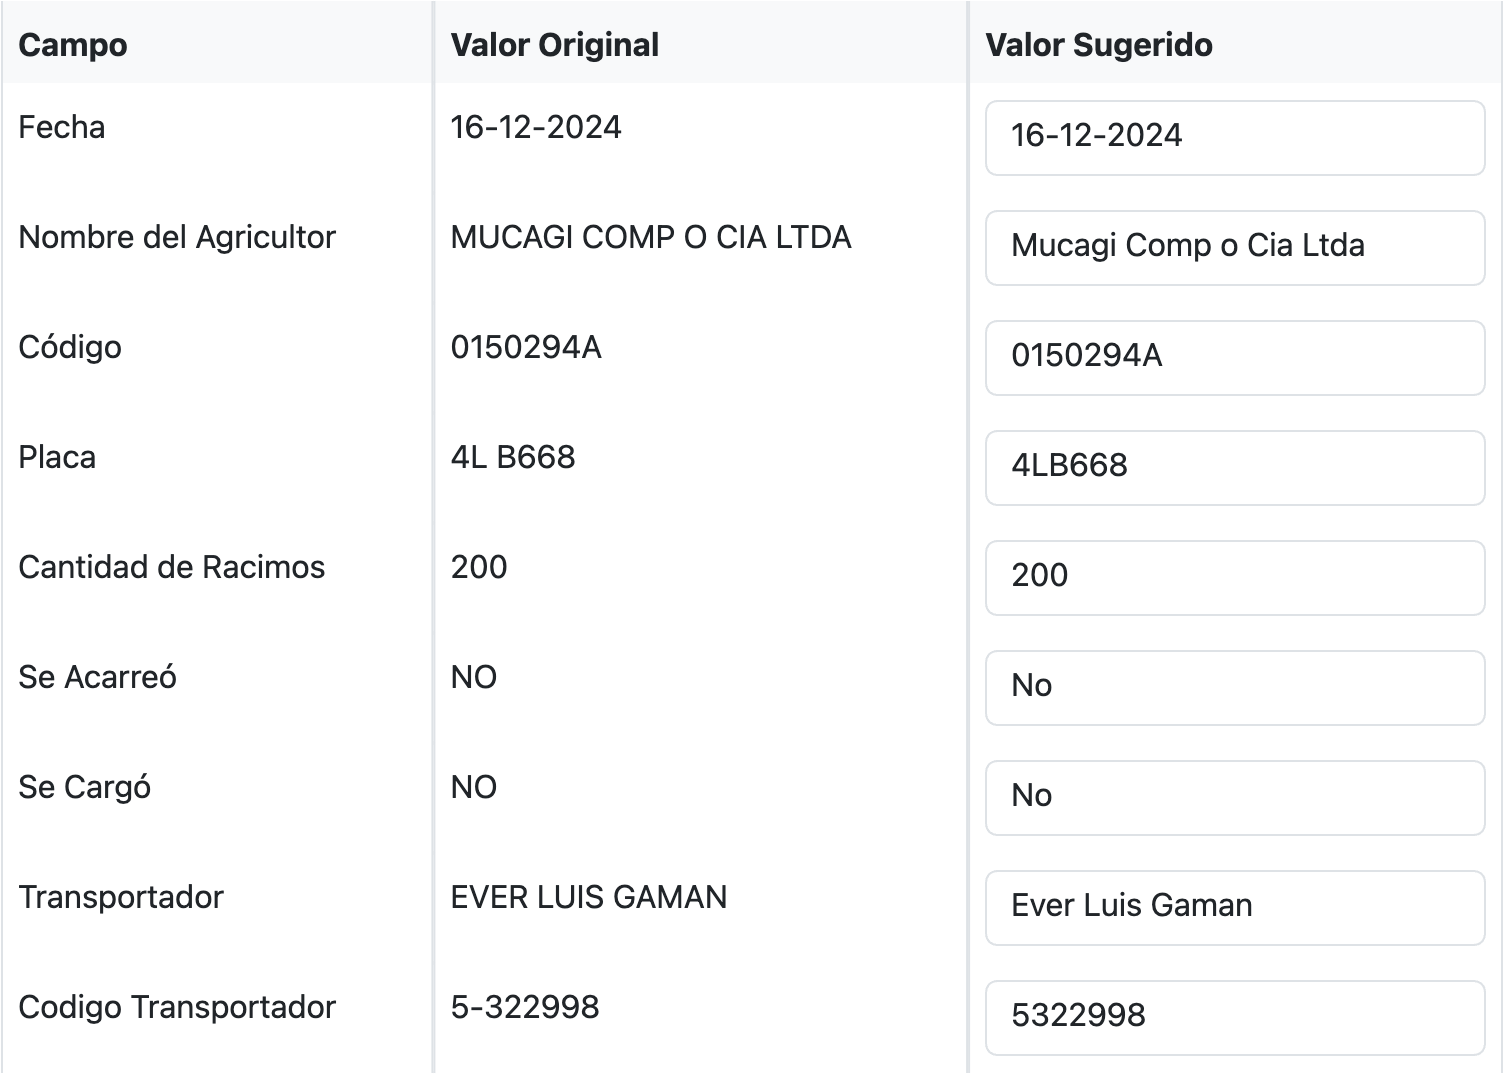 Campo Valor Original Valor Sugerido
Fecha 16-12-2024 16-12-2024
Nombre del Agricultor MUCAGI COMP O CIA LTDA Mucagi Comp o Cia Ltda
Código 0150294A 0150294A
Placa 4L B668 4LB668
Cantidad de Racimos 200 200
Se Acarreó NO No
Se Cargó NO No
Transportador EVER LUIS GAMAN Ever Luis Gaman
Codigo Transportador 5-322998 5322998